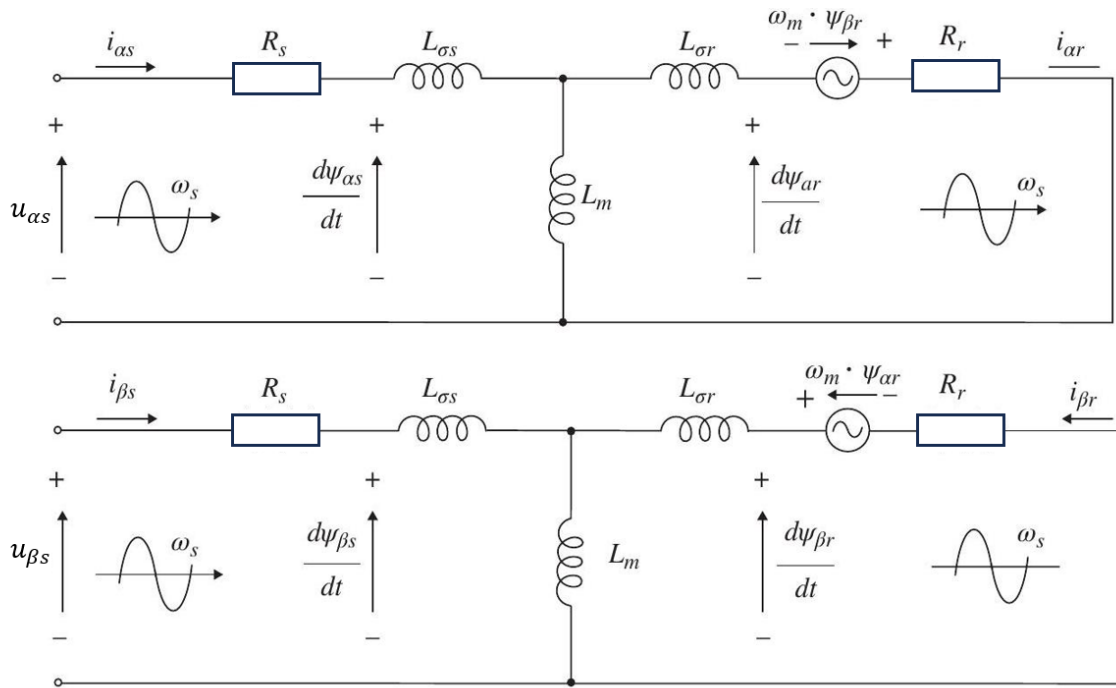 ω_m · ψ_βr
i_αs R_s L_σs L_σr − + R_r i_αr
+ + +
u_αs ω_s dψ_αs/dt L_m dψ_ar/dt ω_s
− − −
i_βs R_s L_σs L_σr ω_m · ψ_αr R_r i_βr
+ −
+ + +
u_βs ω_s dψ_βs/dt L_m dψ_βr/dt ω_s
− − −